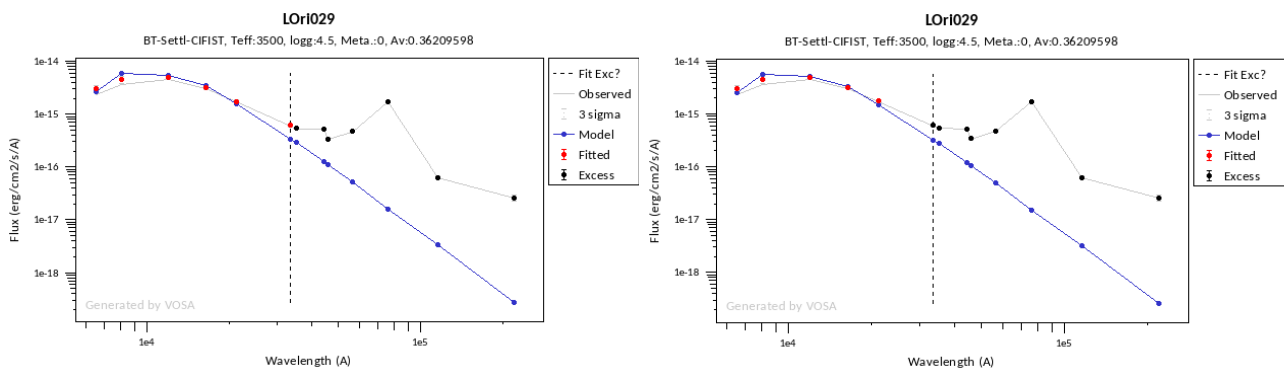 LOri029
BT-Settl-CIFIST, Teff:3500, logg:4.5, Meta.:0, Av:0.36209598
Flux (erg/cm2/s/A)
1e-14
1e-15
1e-16
1e-17
1e-18
Generated by VOSA
1e4
1e5
Wavelength (A)
Fit Exc?
Observed
3 sigma
Model
Fitted
Excess
LOri029
BT-Settl-CIFIST, Teff:3500, logg:4.5, Meta.:0, Av:0.36209598
Flux (erg/cm2/s/A)
1e-14
1e-15
1e-16
1e-17
1e-18
Generated by VOSA
1e4
1e5
Wavelength (A)
Fit Exc?
Observed
3 sigma
Model
Fitted
Excess